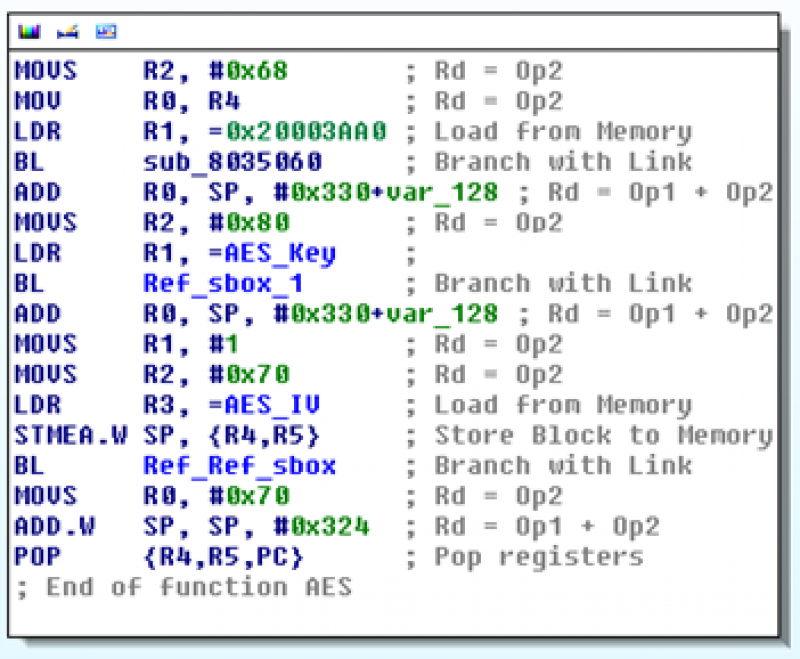 MOVS R2, #0x68 ; Rd = Op2
MOV R0, R4 ; Rd = Op2
LDR R1, =0x20003AA0 ; Load from Memory
BL sub_8035060 ; Branch with Link
ADD R0, SP, #0x330+var_128 ; Rd = Op1 + Op2
MOVS R2, #0x80 ; Rd = Op2
LDR R1, =AES_Key ;
BL Ref_sbox_1 ; Branch with Link
ADD R0, SP, #0x330+var_128 ; Rd = Op1 + Op2
MOVS R1, #1 ; Rd = Op2
MOVS R2, #0x70 ; Rd = Op2
LDR R3, =AES_IV ; Load from Memory
STMEA.W SP, {R4,R5} ; Store Block to Memory
BL Ref_Ref_sbox ; Branch with Link
MOVS R0, #0x70 ; Rd = Op2
ADD.W SP, SP, #0x324 ; Rd = Op1 + Op2
POP {R4,R5,PC} ; Pop registers
; End of function AES